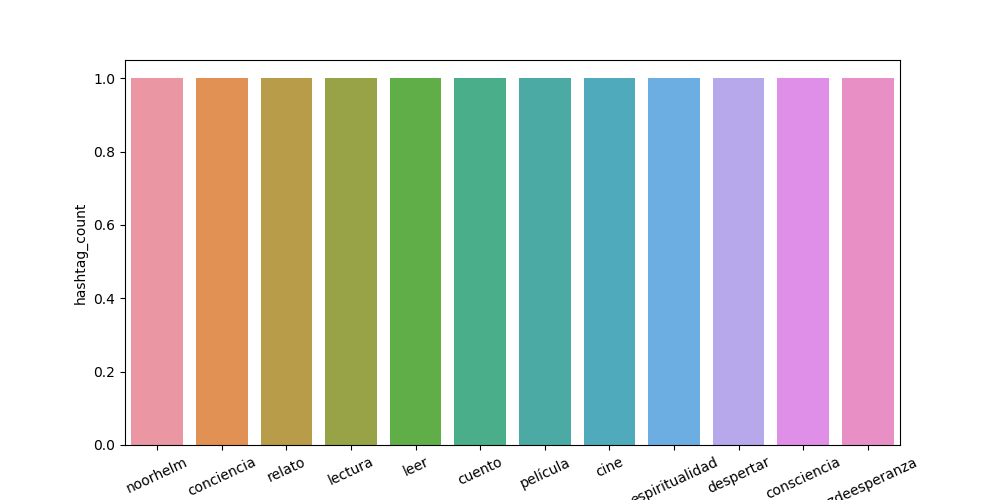 1.0
0.8
0.6
0.4
0.2
0.0
hashtag_count
noorhelm
conciencia
relato
lectura
leer
cuento
película
cine
espiritualidad
despertar
consciencia
zdeesperanza